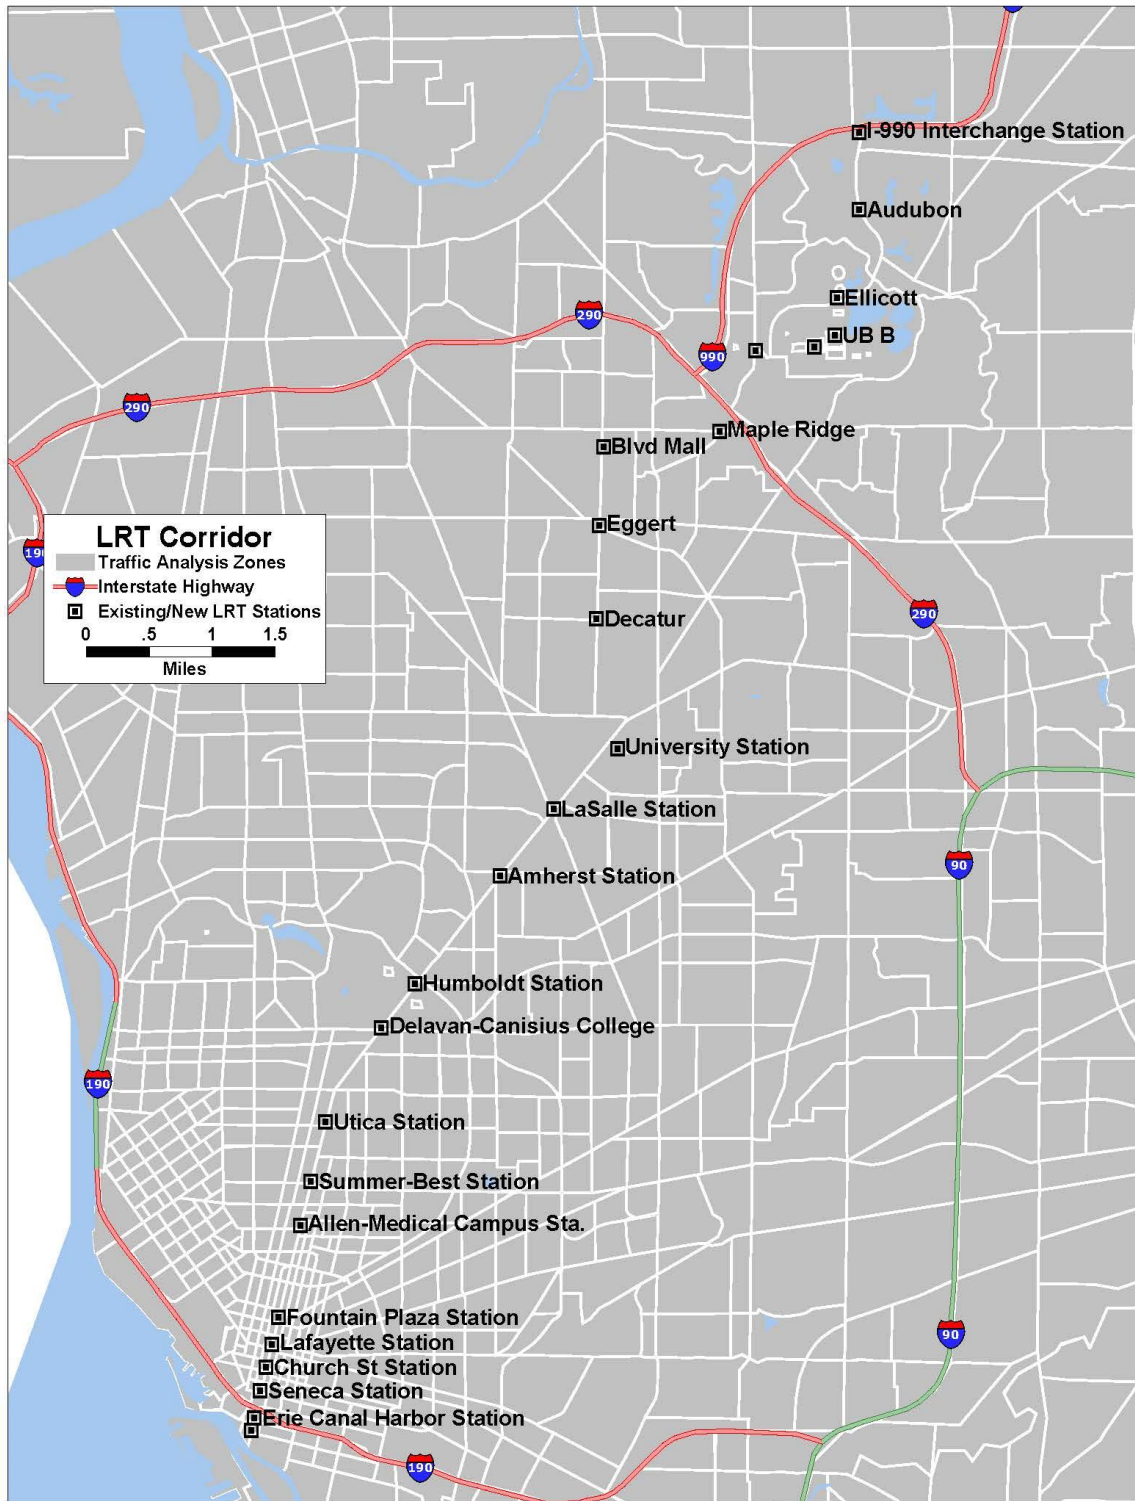 I-990 Interchange Station
Audubon
Ellicott
290
UB B
990
290
Maple Ridge
Blvd Mall
LRT Corridor
Eggert
190
Traffic Analysis Zones
Interstate Highway
Existing/New LRT Stations
0 .5 1 1.5
Miles
Decatur
290
University Station
LaSalle Station
90
Amherst Station
Humboldt Station
Delavan-Canisius College
190
Utica Station
Summer-Best Station
Allen-Medical Campus Sta.
Fountain Plaza Station
90
Lafayette Station
Church St Station
Seneca Station
Erie Canal Harbor Station
190